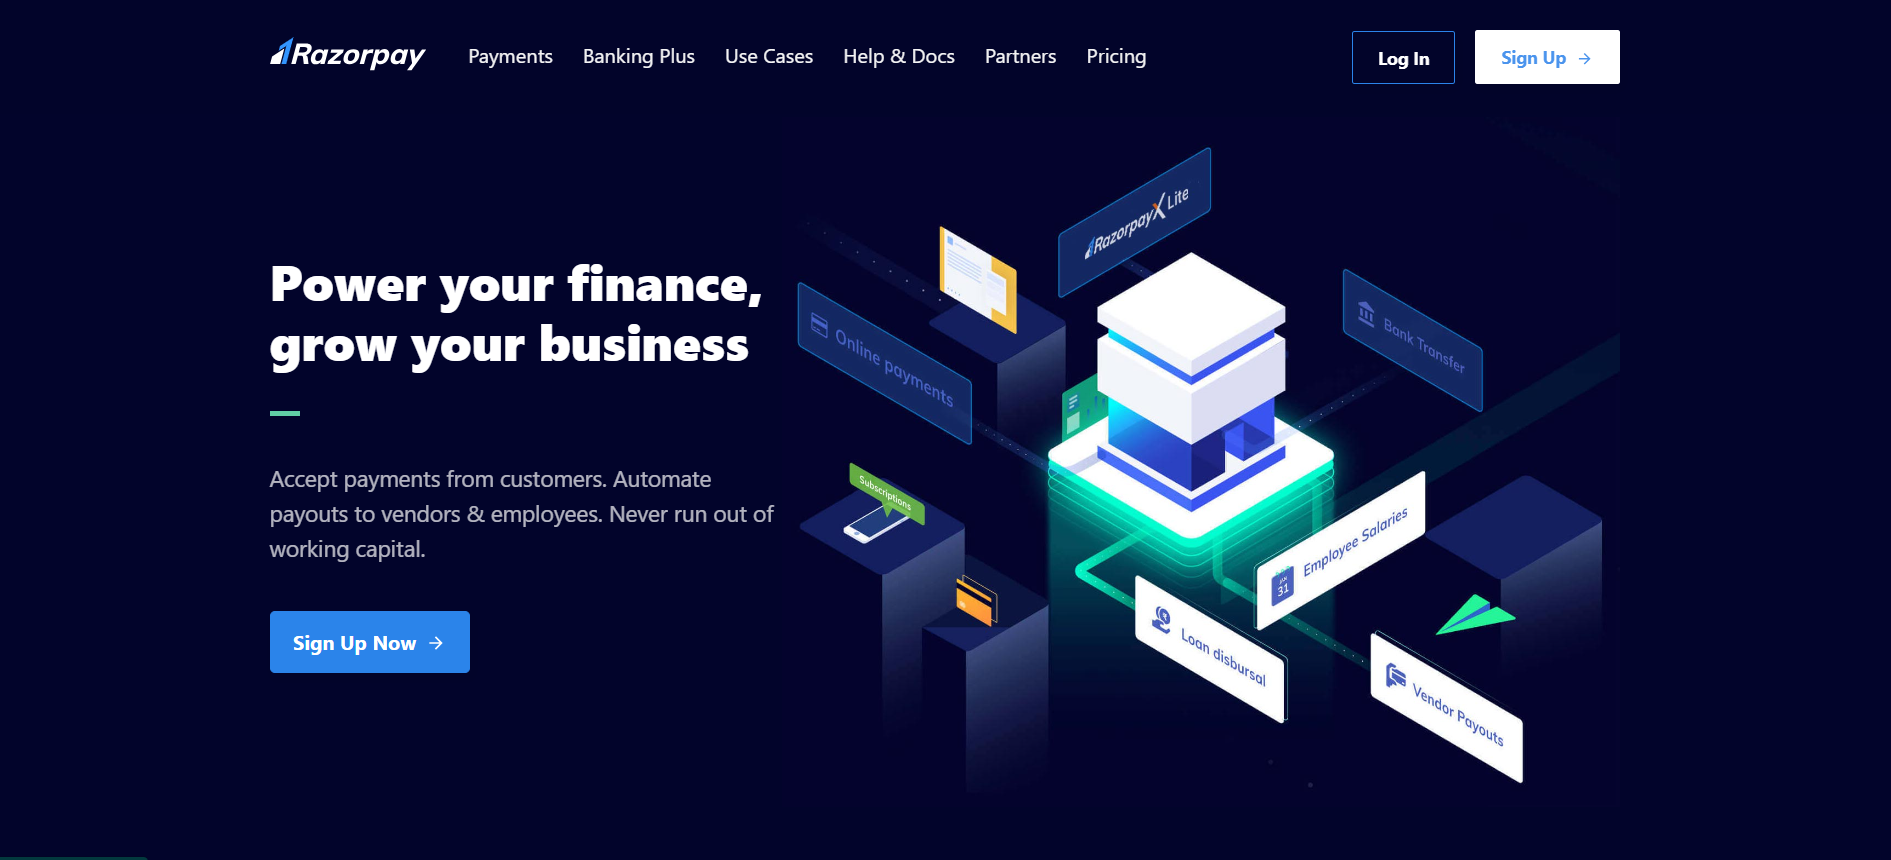 Razorpay
Payments
Banking Plus
Use Cases
Help & Docs
Partners
Pricing
Log In
Sign Up →
Power your finance,
grow your business
Accept payments from customers. Automate
payouts to vendors & employees. Never run out of
working capital.
Sign Up Now →
RazorpayX Lite
Online payments
Bank Transfer
Subscriptions
JAN
31
Employee Salaries
Loan disbursal
Vendor Payouts